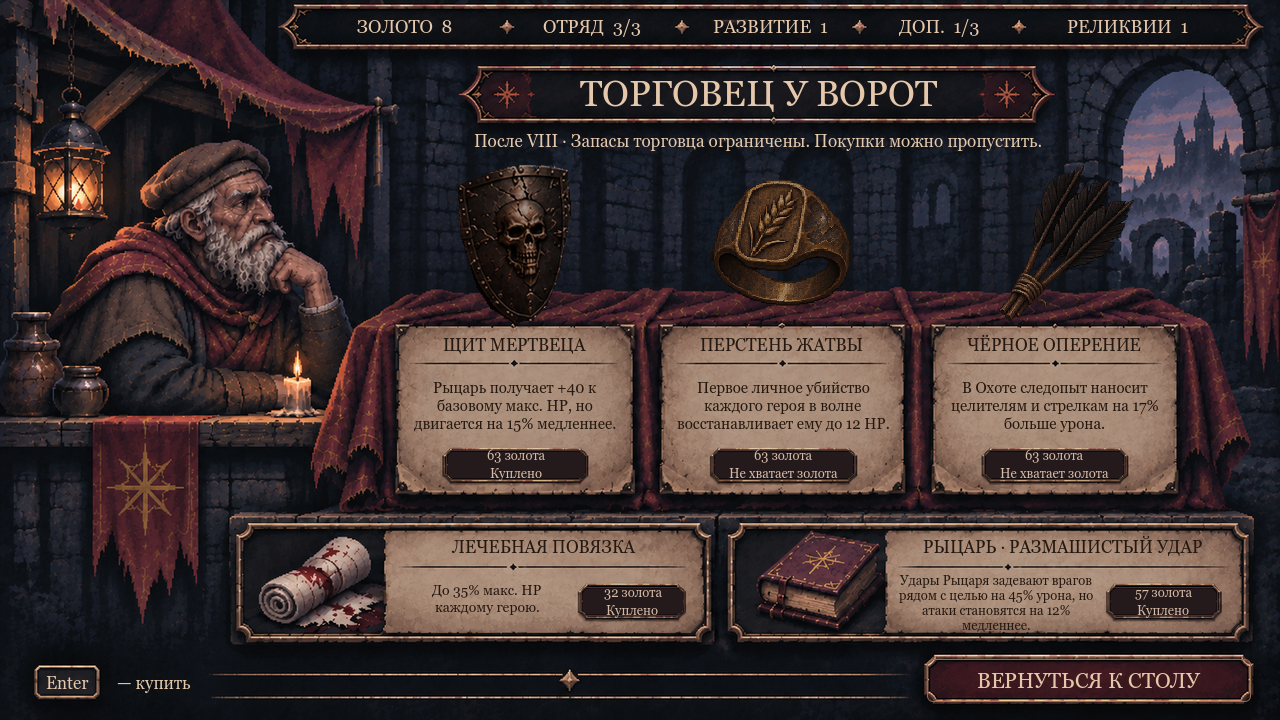 ЗОЛОТО 8 ОТРЯД 3/3 РАЗВИТИЕ 1 ДОП. 1/3 РЕЛИКВИИ 1
ТОРГОВЕЦ У ВОРОТ
После VIII · Запасы торговца ограничены. Покупки можно пропустить.
ЩИТ МЕРТВЕЦА
Рыцарь получает +40 к
базовому макс. HP, но
двигается на 15% медленнее.
63 золота
Куплено
ПЕРСТЕНЬ ЖАТВЫ
Первое личное убийство
каждого героя в волне
восстанавливает ему до 12 HP.
63 золота
Не хватает золота
ЧЁРНОЕ ОПЕРЕНИЕ
В Охоте следопыт наносит
целителям и стрелкам на 17%
больше урона.
63 золота
Не хватает золота
ЛЕЧЕБНАЯ ПОВЯЗКА
До 35% макс. HP
каждому герою.
32 золота
Куплено
РЫЦАРЬ · РАЗМАШИСТЫЙ УДАР
Удары Рыцаря задевают врагов
рядом с целью на 45% урона, но
атаки становятся на 12%
медленнее.
57 золота
Куплено
Enter — купить
ВЕРНУТЬСЯ К СТОЛУ